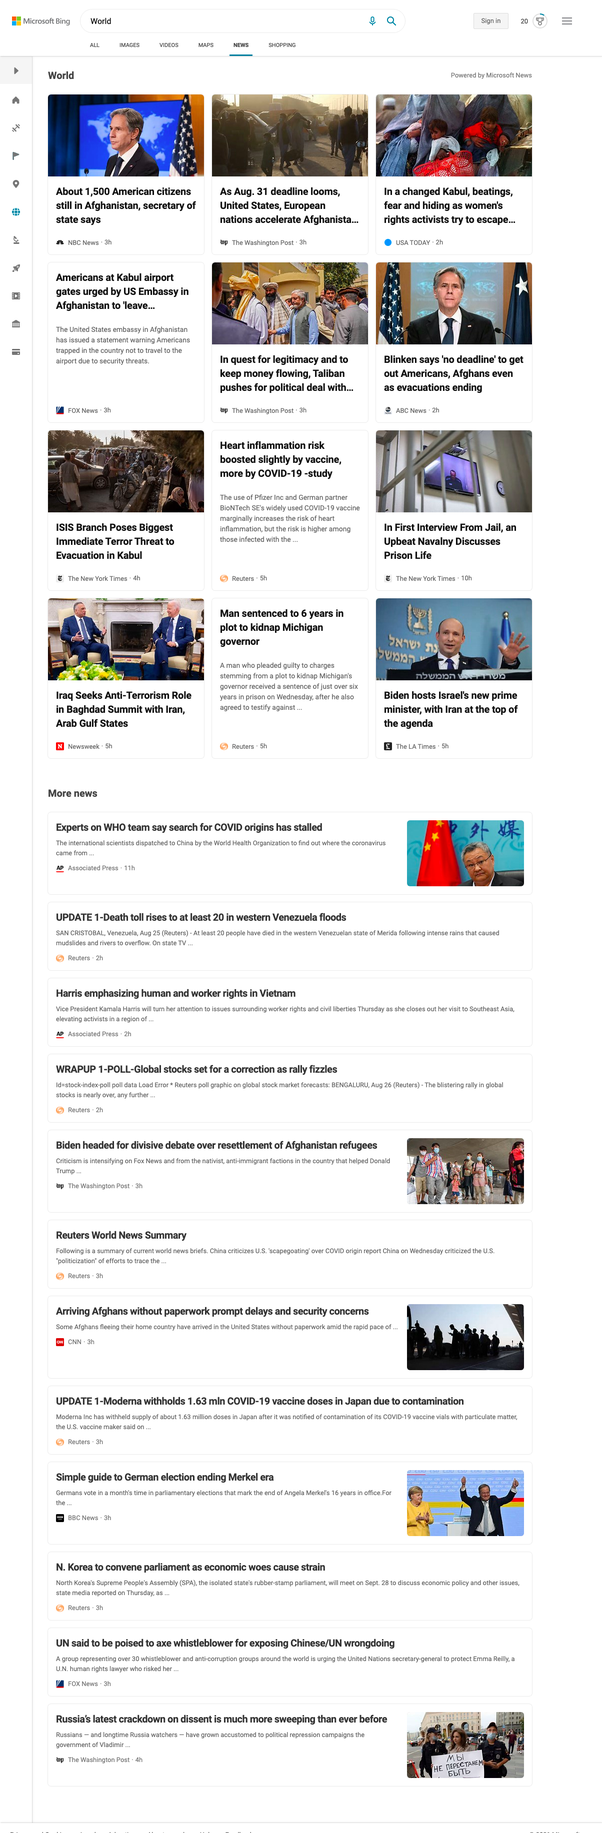 Microsoft Bing
World
Sign in
20
ALL IMAGES VIDEOS MAPS NEWS SHOPPING
World
Powered by Microsoft News
About 1,500 American citizens
still in Afghanistan, secretary of
state says
NBC News · 3h
As Aug. 31 deadline looms,
United States, European
nations accelerate Afghanista...
The Washington Post · 3h
In a changed Kabul, beatings,
fear and hiding as women's
rights activists try to escape...
USA TODAY · 2h
Americans at Kabul airport
gates urged by US Embassy in
Afghanistan to 'leave...
The United States embassy in Afghanistan
has issued a statement warning Americans
trapped in the country not to travel to the
airport due to security threats.
FOX News · 3h
In quest for legitimacy and to
keep money flowing, Taliban
pushes for political deal with...
The Washington Post · 3h
Blinken says 'no deadline' to get
out Americans, Afghans even
as evacuations ending
ABC News · 2h
ISIS Branch Poses Biggest
Immediate Terror Threat to
Evacuation in Kabul
The New York Times · 4h
Heart inflammation risk
boosted slightly by vaccine,
more by COVID-19 -study
The use of Pfizer Inc and German partner
BioNTech SE's widely used COVID-19 vaccine
marginally increases the risk of heart
inflammation, but the risk is higher among
those infected with the ...
Reuters · 5h
In First Interview From Jail, an
Upbeat Navalny Discusses
Prison Life
The New York Times · 10h
Iraq Seeks Anti-Terrorism Role
in Baghdad Summit with Iran,
Arab Gulf States
Newsweek · 5h
Man sentenced to 6 years in
plot to kidnap Michigan
governor
A man who pleaded guilty to charges
stemming from a plot to kidnap Michigan's
governor received a sentence of just over six
years in prison on Wednesday, after he also
agreed to testify against ...
Reuters · 5h
ישראל
הממשלה
ראש הממשלה
Biden hosts Israel's new prime
minister, with Iran at the top of
the agenda
The LA Times · 5h
More news
Experts on WHO team say search for COVID origins has stalled
The international scientists dispatched to China by the World Health Organization to find out where the coronavirus
came from ...
AP Associated Press · 11h
外 媒
UPDATE 1-Death toll rises to at least 20 in western Venezuela floods
SAN CRISTOBAL, Venezuela, Aug 25 (Reuters) - At least 20 people have died in the western Venezuelan state of Merida following intense rains that caused
mudslides and rivers to overflow. On state TV ...
Reuters · 2h
Harris emphasizing human and worker rights in Vietnam
Vice President Kamala Harris will turn her attention to issues surrounding worker rights and civil liberties Thursday as she closes out her visit to Southeast Asia,
elevating activists in a region of ...
AP Associated Press · 2h
WRAPUP 1-POLL-Global stocks set for a correction as rally fizzles
Id=stock-index-poll poll data Load Error * Reuters poll graphic on global stock market forecasts: BENGALURU, Aug 26 (Reuters) - The blistering rally in global
stocks is nearly over, any further ...
Reuters · 2h
Biden headed for divisive debate over resettlement of Afghanistan refugees
Criticism is intensifying on Fox News and from the nativist, anti-immigrant factions in the country that helped Donald
Trump ...
The Washington Post · 3h
Reuters World News Summary
Following is a summary of current world news briefs. China criticizes U.S. 'scapegoating' over COVID origin report China on Wednesday criticized the U.S.
"politicization" of efforts to trace the ...
Reuters · 3h
Arriving Afghans without paperwork prompt delays and security concerns
Some Afghans fleeing their home country have arrived in the United States without paperwork amid the rapid pace of ...
CNN · 3h
UPDATE 1-Moderna withholds 1.63 mln COVID-19 vaccine doses in Japan due to contamination
Moderna Inc has withheld supply of about 1.63 million doses in Japan after it was notified of contamination of its COVID-19 vaccine vials with particulate matter,
the U.S. vaccine maker said on ...
Reuters · 3h
Simple guide to German election ending Merkel era
Germans vote in a month's time in parliamentary elections that mark the end of Angela Merkel's 16 years in office.For
the ...
BBC News · 3h
N. Korea to convene parliament as economic woes cause strain
North Korea's Supreme People's Assembly (SPA), the isolated state's rubber-stamp parliament, will meet on Sept. 28 to discuss economic policy and other issues,
state media reported on Thursday, as ...
Reuters · 3h
UN said to be poised to axe whistleblower for exposing Chinese/UN wrongdoing
A group representing over 30 whistleblower and anti-corruption groups around the world is urging the United Nations secretary-general to protect Emma Reilly, a
U.N. human rights lawyer who risked her ...
FOX News · 3h
Russia's latest crackdown on dissent is much more sweeping than ever before
Russians — and longtime Russia watchers — have grown accustomed to political repression campaigns the
government of Vladimir ...
The Washington Post · 4h
МЫ
НЕ ПЕРЕСТАНЕМ
БЫТЬ